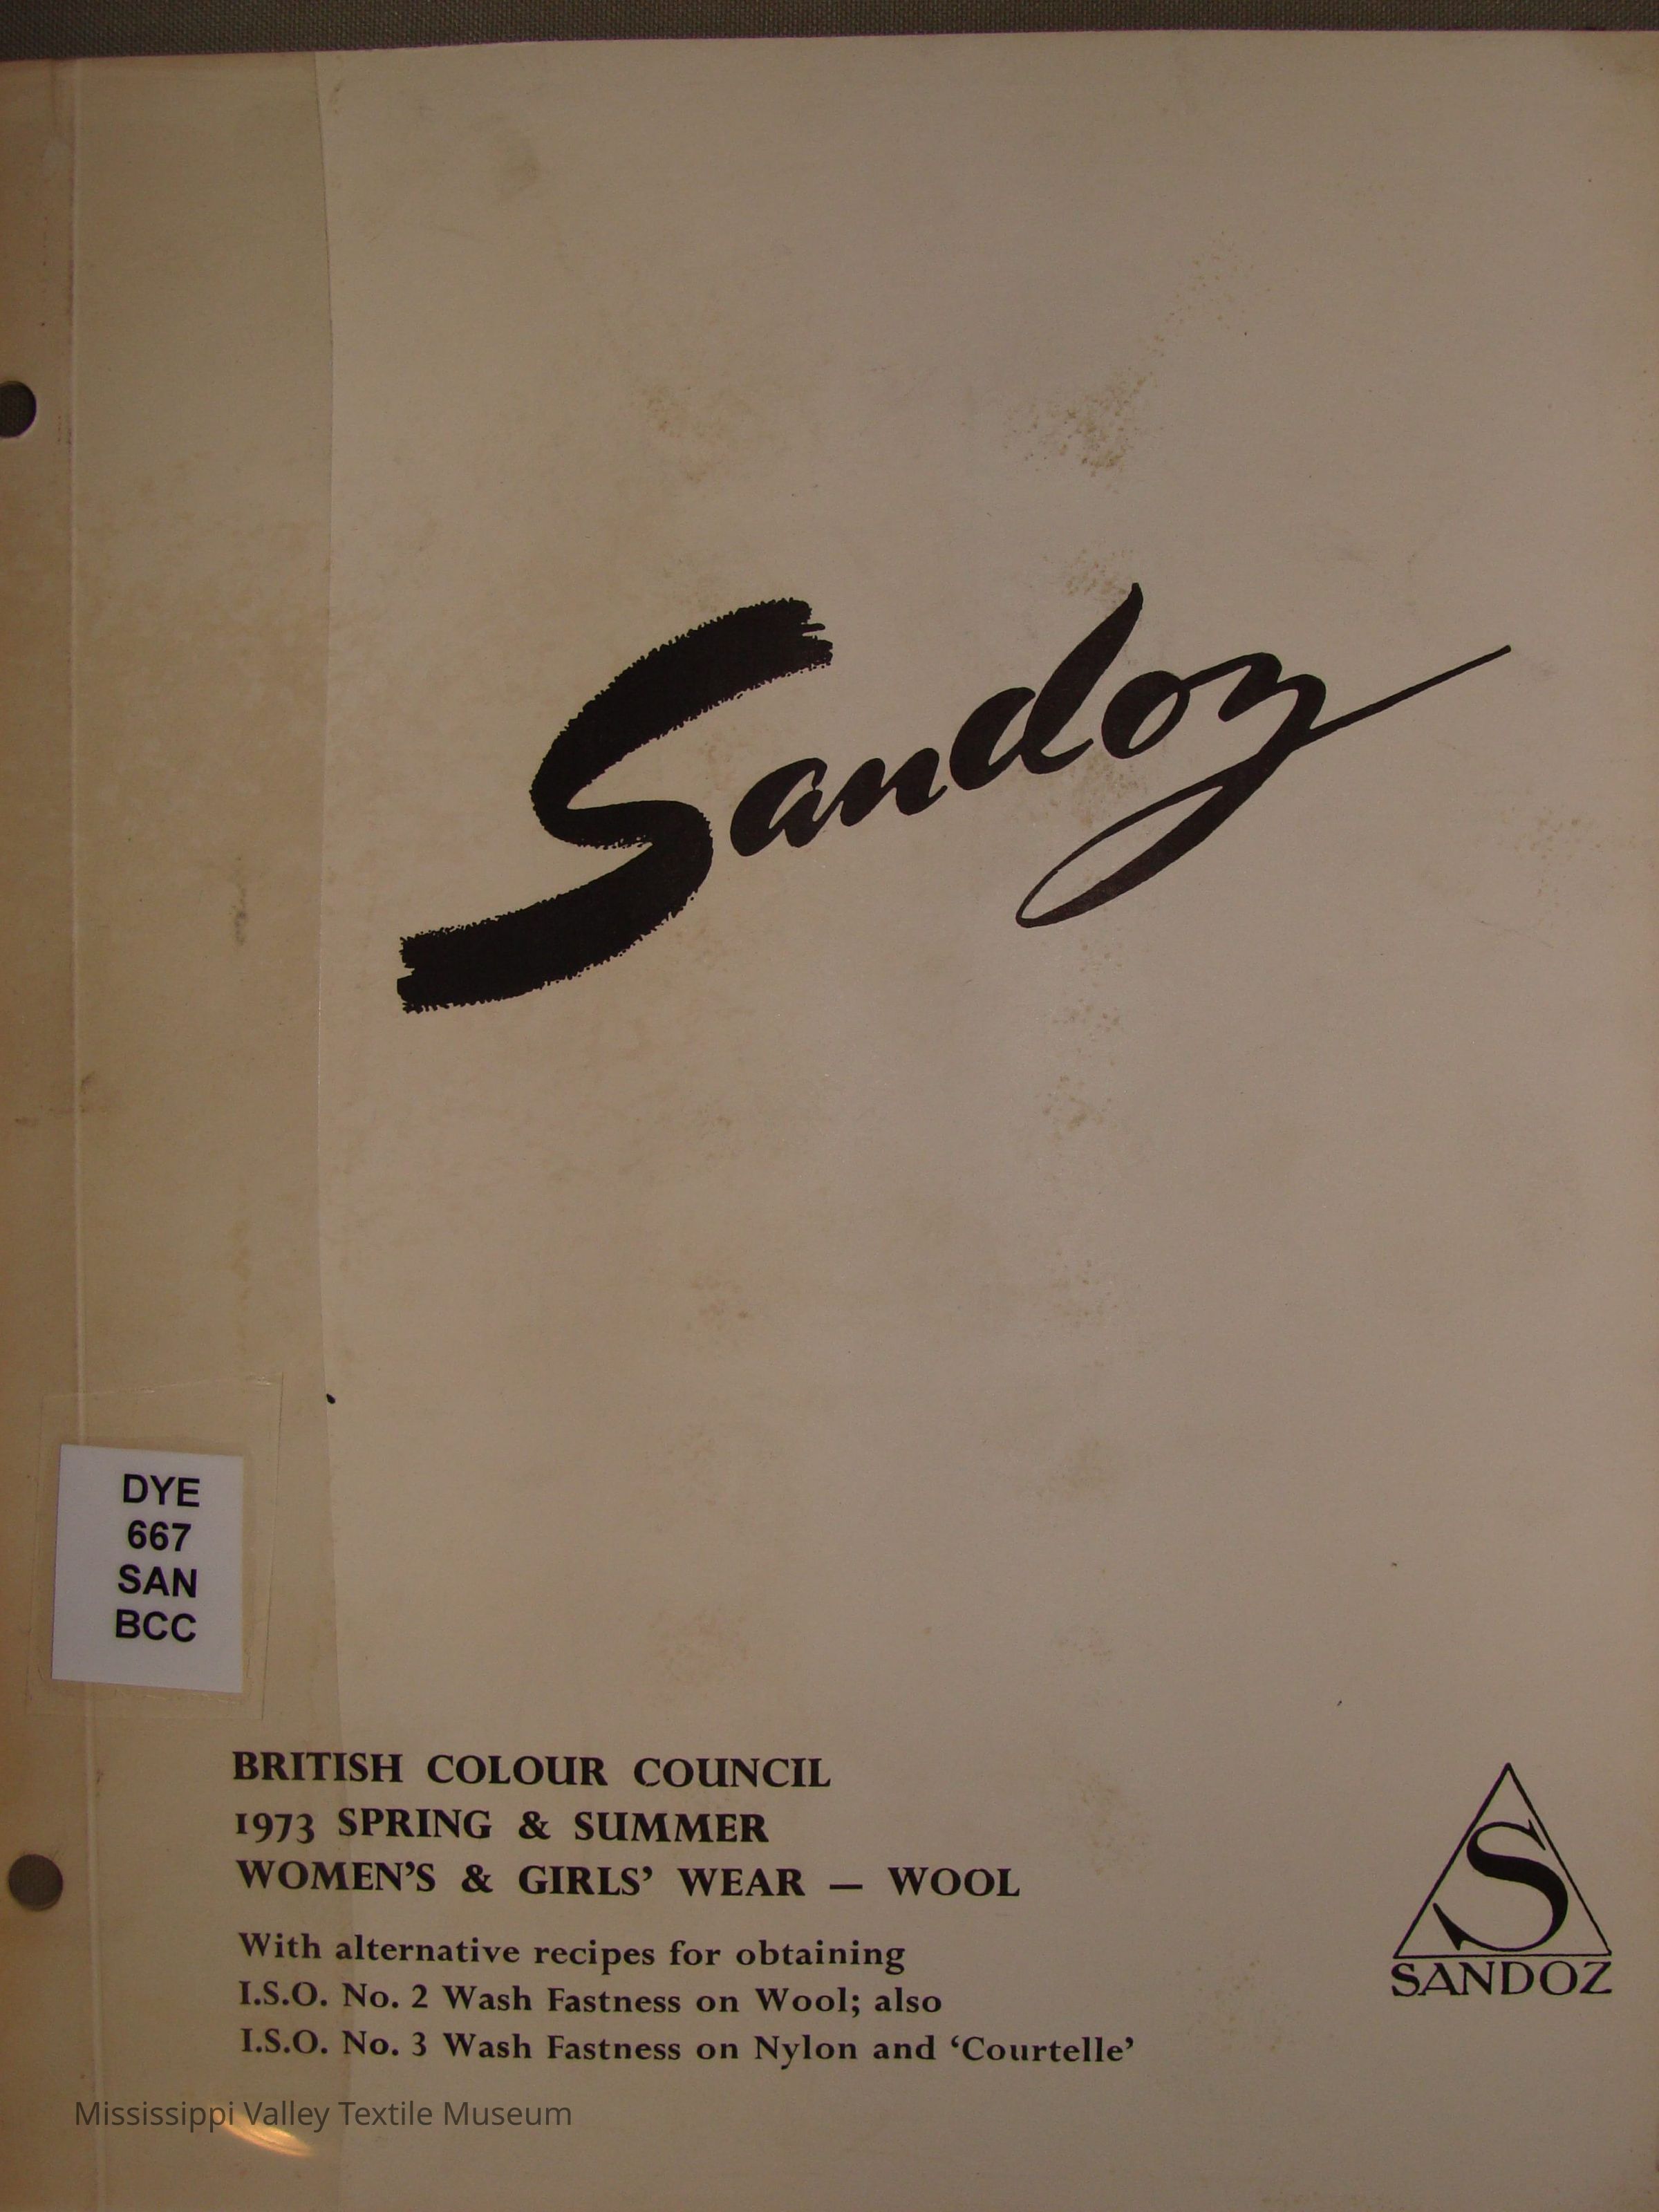 Sandoz
DYE
667
SAN
BCC
BRITISH COLOUR COUNCIL
1973 SPRING & SUMMER
WOMEN'S & GIRLS' WEAR — WOOL
With alternative recipes for obtaining
I.S.O. No. 2 Wash Fastness on Wool; also
I.S.O. No. 3 Wash Fastness on Nylon and ‘Courtelle’
S
SANDOZ
Mississippi Valley Textile Museum